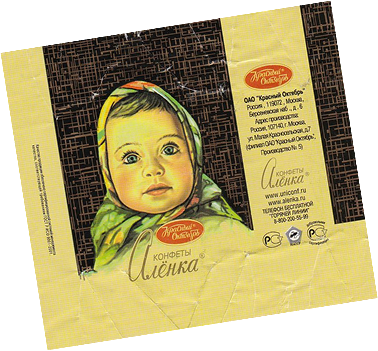 Красный
Октябрь
ОАО "Красный Октябрь"
Россия, 119072, Москва,
Берсеневская наб., д. 6
Адрес производства:
Россия, 107140, г. Москва,
ул. Малая Красносельская, д.7
(Филиал ОАО "Красный Октябрь",
Производство № 5)
КОНФЕТЫ
Алёнка
www.uniconf.ru
www.alenka.ru
ТЕЛЕФОН БЕСПЛАТНОЙ
"ГОРЯЧЕЙ ЛИНИИ"
8-800-200-55-99
Красный
Октябрь
КОНФЕТЫ
Алёнка